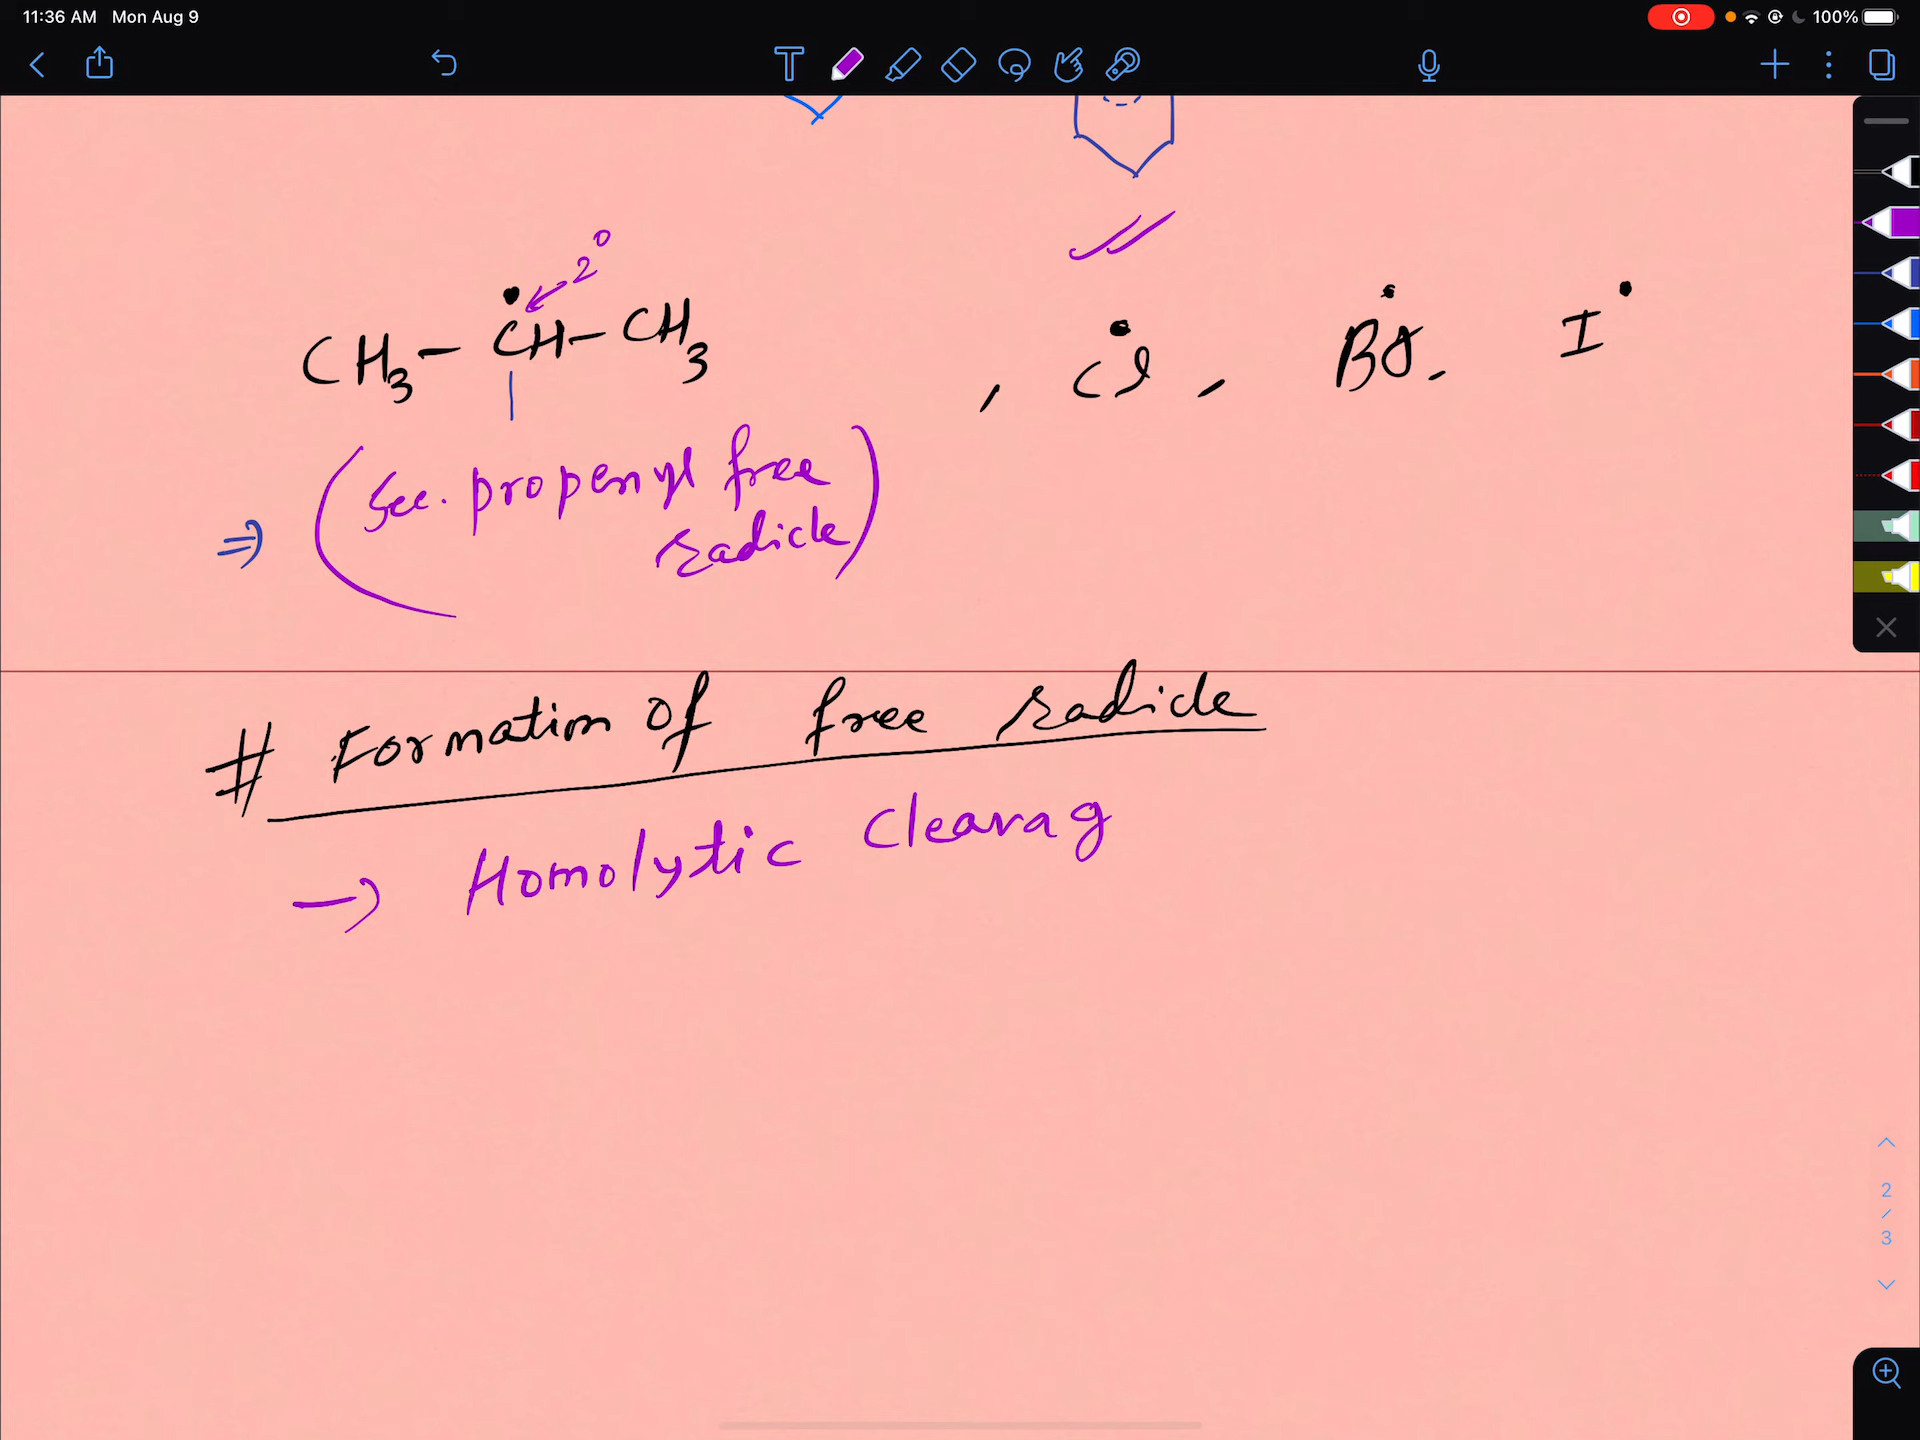 11:36 AM Mon Aug 9
100%
2°
CH₃ – CH – CH₃ , Cl , Br. I
⇒ (Sec. propenyl free
radicle)
# Formation of free radicle
→ Homolytic Cleavag
2
/
3